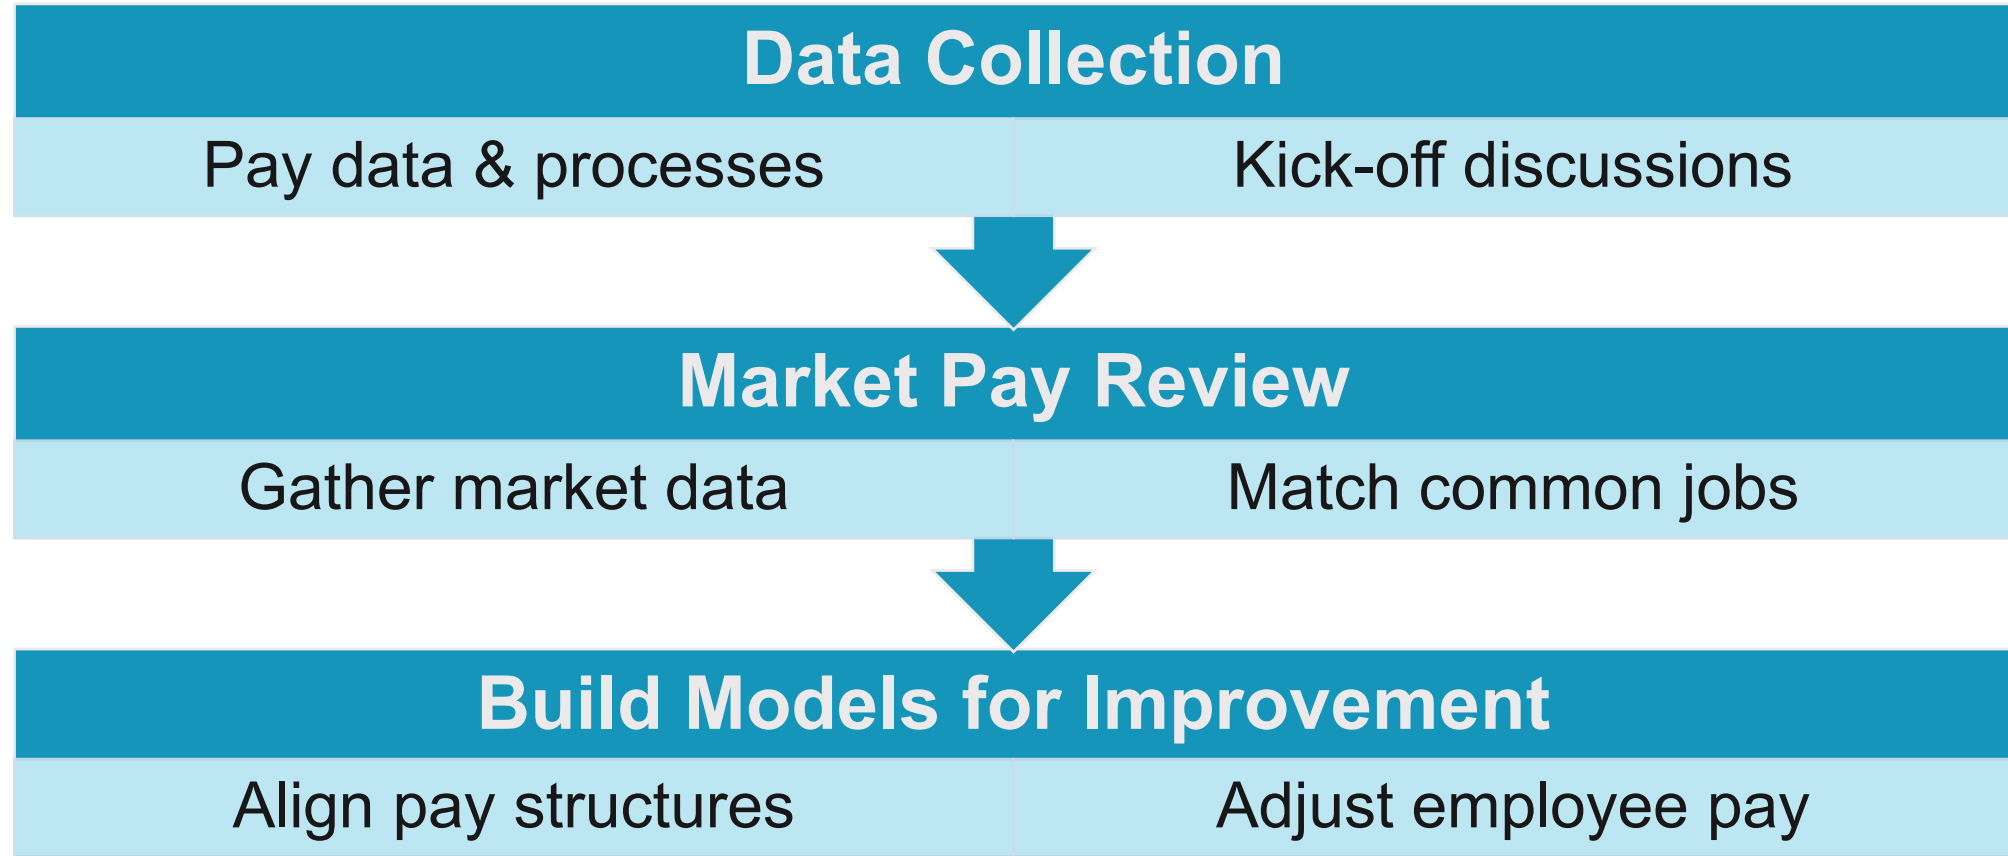 Data Collection
Pay data & processes
Kick-off discussions
Market Pay Review
Gather market data
Match common jobs
Build Models for Improvement
Align pay structures
Adjust employee pay